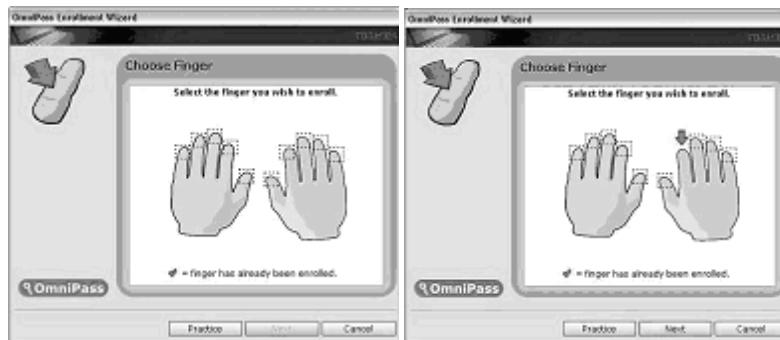 OmniPass Enrollment Wizard
Choose Finger
Select the finger you wish to enroll.
= finger has already been enrolled.
OmniPass
Practice
Next
Cancel
OmniPass Enrollment Wizard
Choose Finger
Select the finger you wish to enroll.
= finger has already been enrolled.
OmniPass
Practice
Next
Cancel